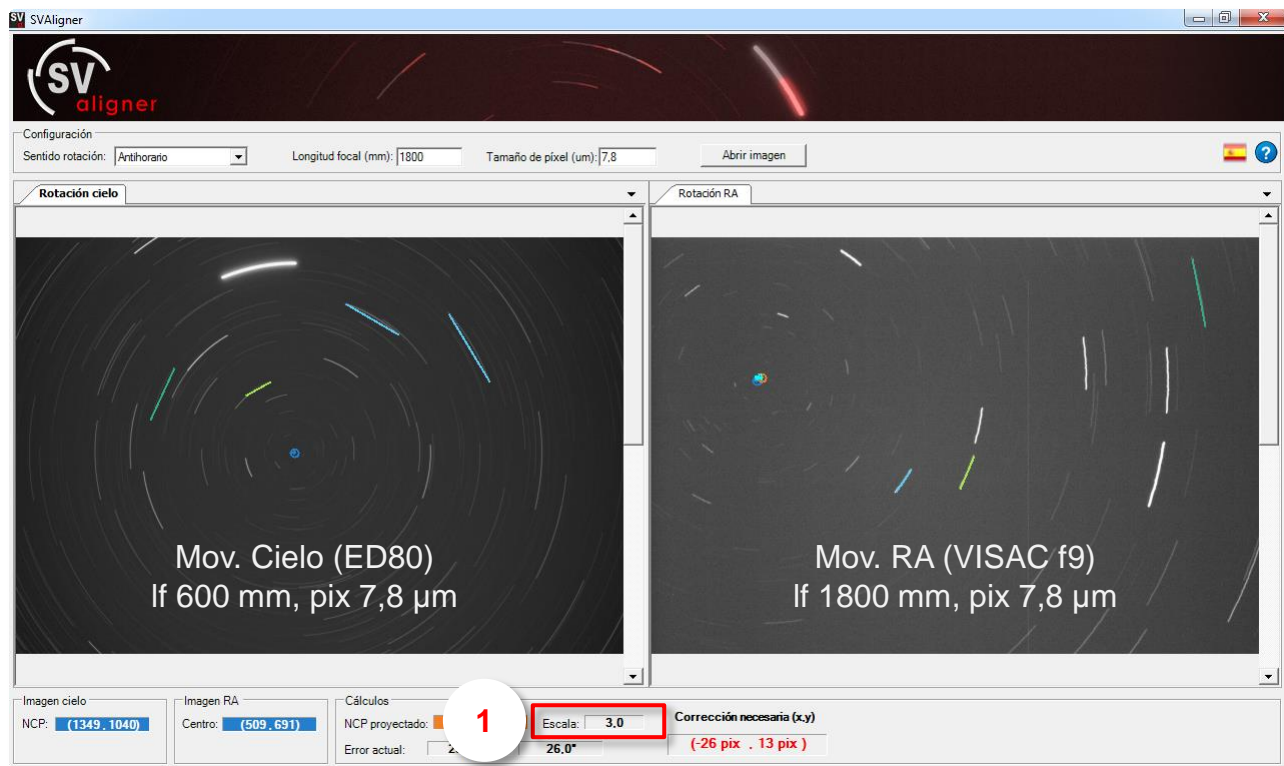 SVAligner
SV
aligner
Configuración
Sentido rotación: Antihorario Longitud focal (mm): 1800 Tamaño de píxel (um): 7,8 Abrir imagen
Rotación cielo
Rotación RA
Mov. Cielo (ED80)
lf 600 mm, pix 7,8 µm
Mov. RA (VISAC f9)
lf 1800 mm, pix 7,8 µm
Imagen cielo
NCP: (1349 , 1040)
Imagen RA
Centro: (509 , 691)
Cálculos
NCP proyectado: Escala: 3,0
Error actual: 26,0"
1
Corrección necesaria (x,y)
(-26 pix , 13 pix )